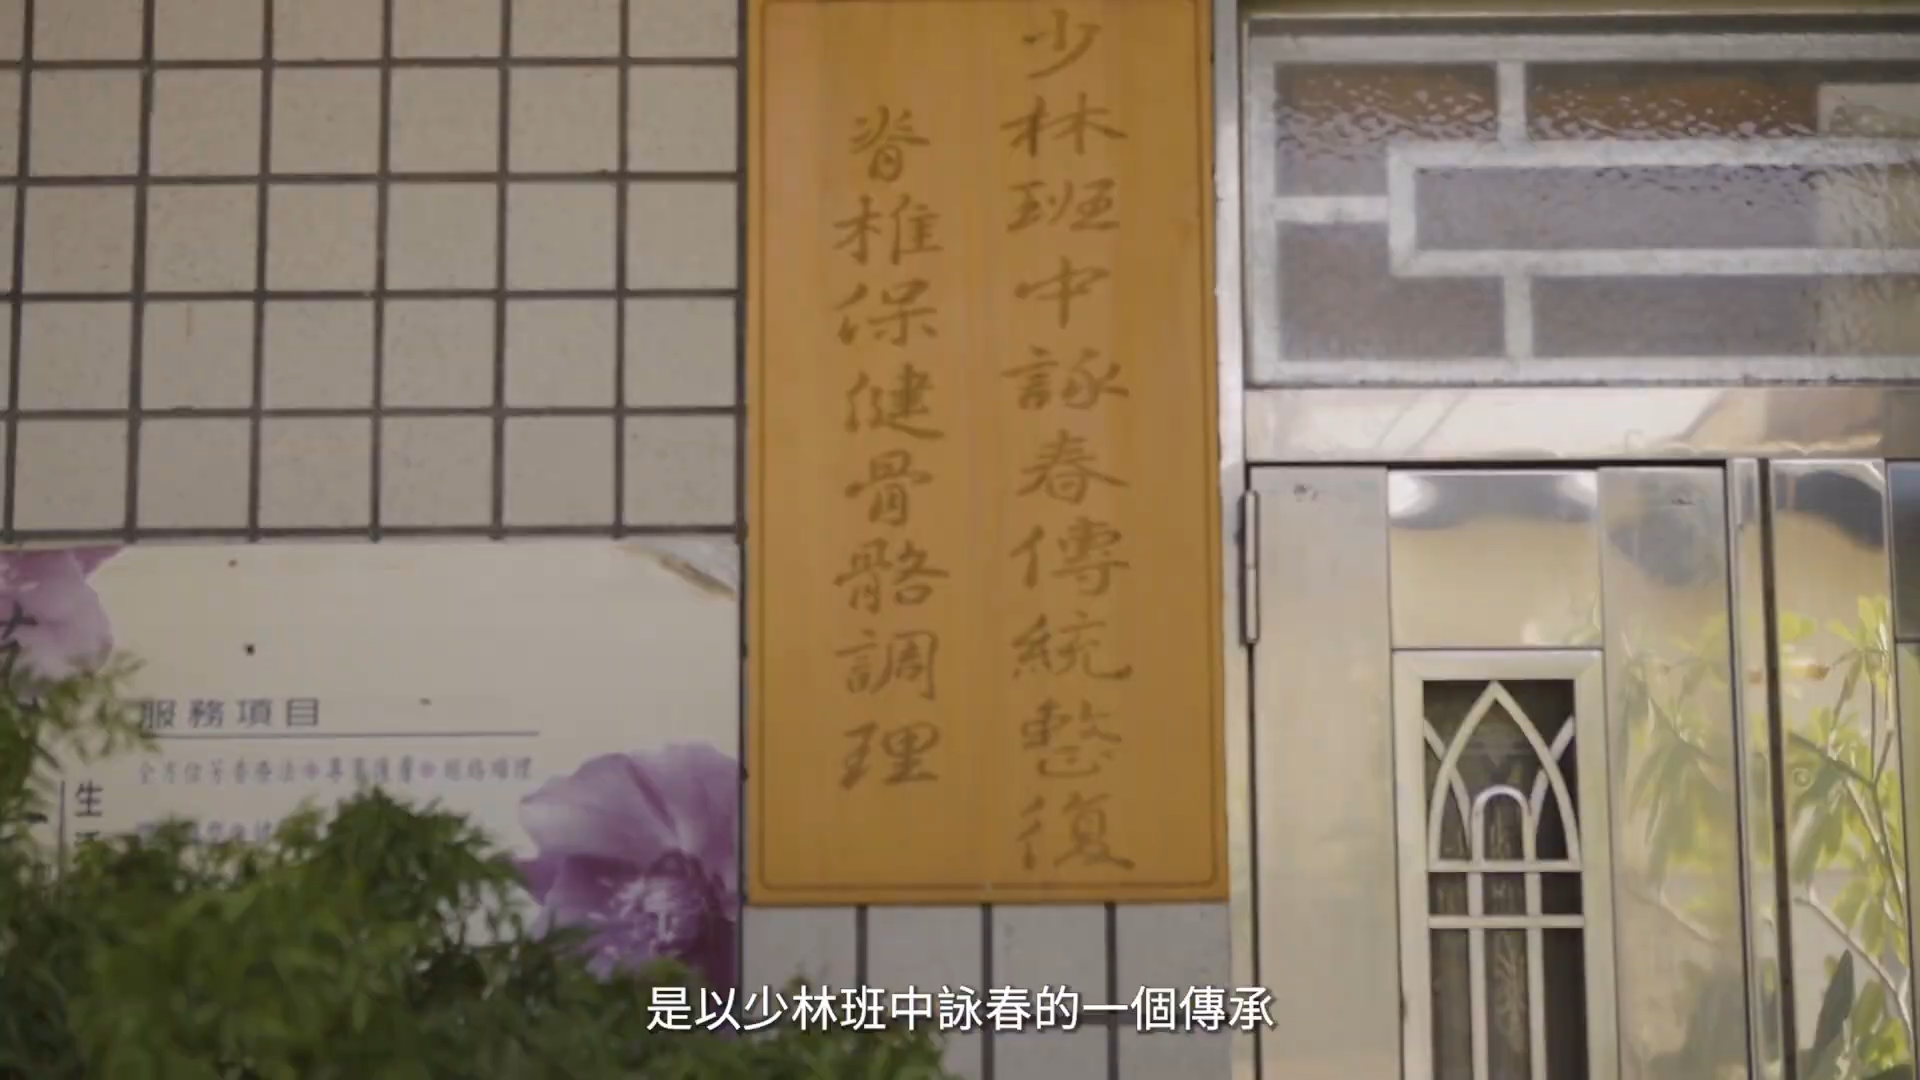 少林班中詠春傳統整復
脊椎保健骨骼調理
服務項目
生
是以少林班中詠春的一個傳承